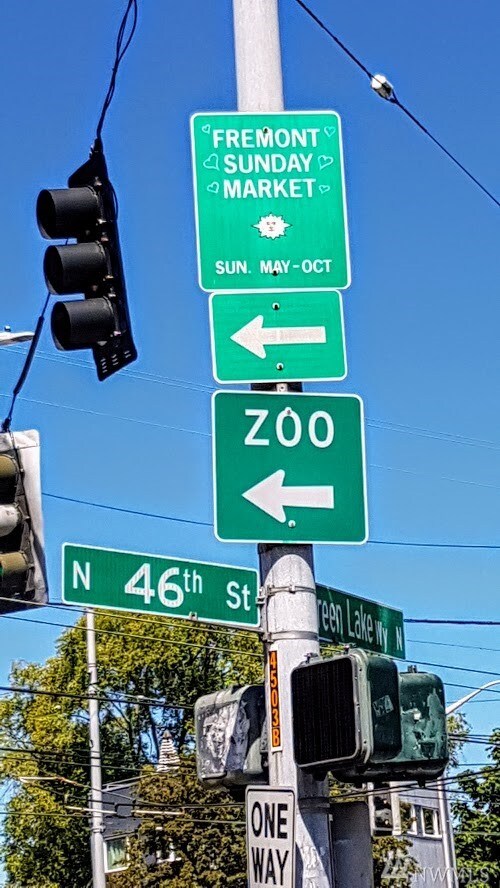 FREMONT
SUNDAY
MARKET
SUN. MAY-OCT
ZOO
N 46th St
reen Lake Wy N
4503B
ONE
WAY
NWMLS